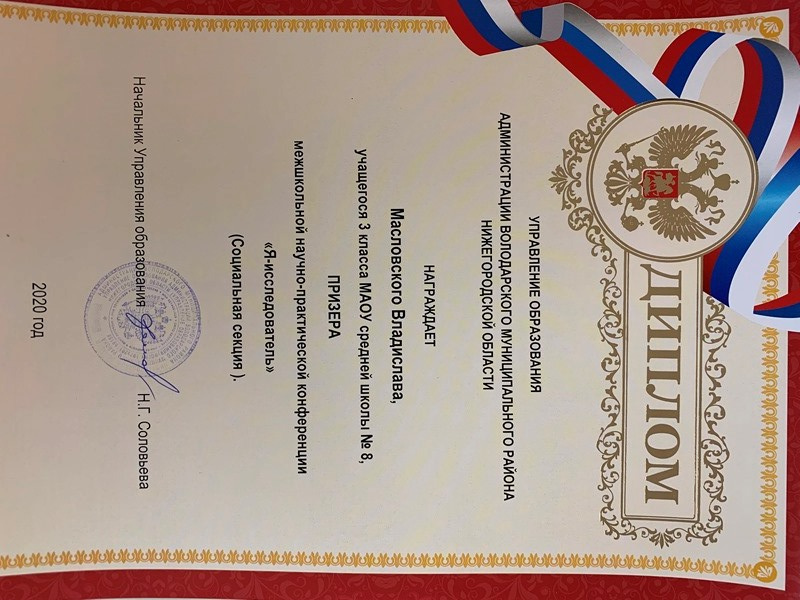 ДИПЛОМ
УПРАВЛЕНИЕ ОБРАЗОВАНИЯ
АДМИНИСТРАЦИИ ВОЛОДАРСКОГО МУНИЦИПАЛЬНОГО РАЙОНА
НИЖЕГОРОДСКОЙ ОБЛАСТИ
НАГРАЖДАЕТ
Масловского Владислава,
учащегося 3 класса МАОУ средней школы № 8,
ПРИЗЕРА
межшкольной научно-практической конференции
«Я-исследователь»
(Социальная секция ).
Начальник Управления образования Н.Г. Соловьева
2020 год